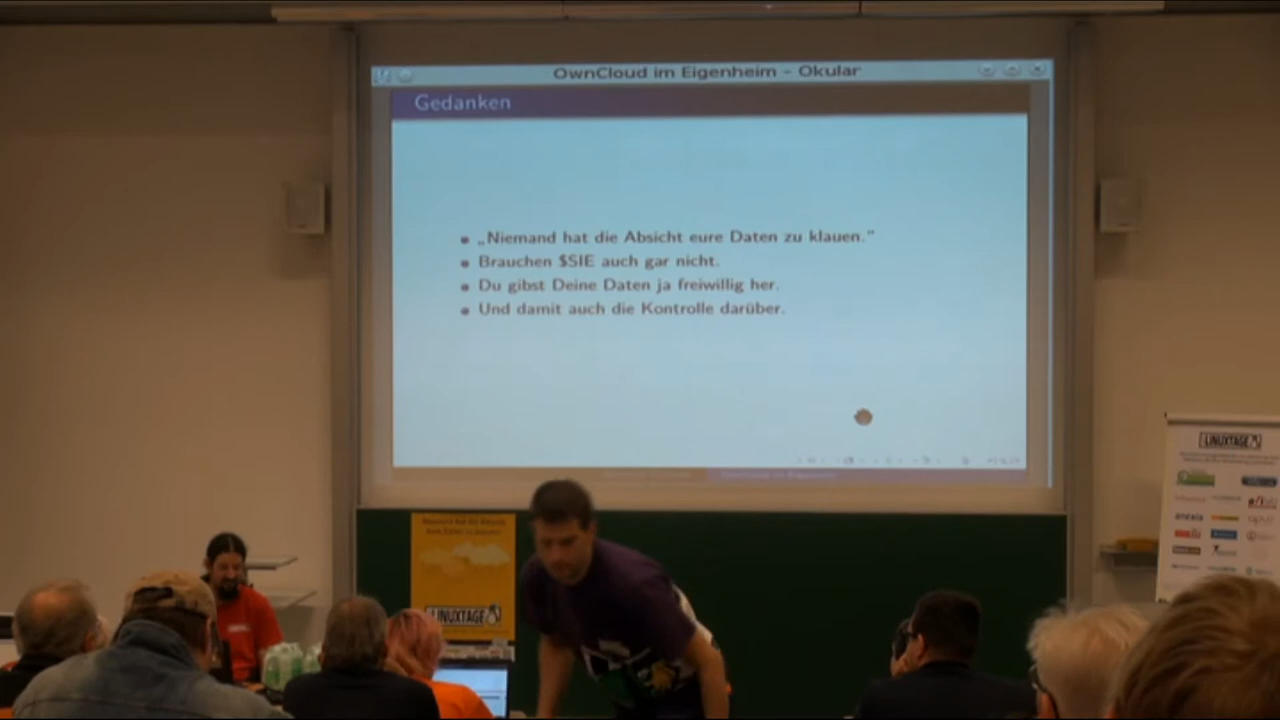 OwnCloud im Eigenheim - Okular
Gedanken
„Niemand hat die Absicht eure Daten zu klauen."
Brauchen $SIE auch gar nicht.
Du gibst Deine Daten ja freiwillig her.
Und damit auch die Kontrolle darüber.
LINUXTAGE
LINUXTAGE
anexia